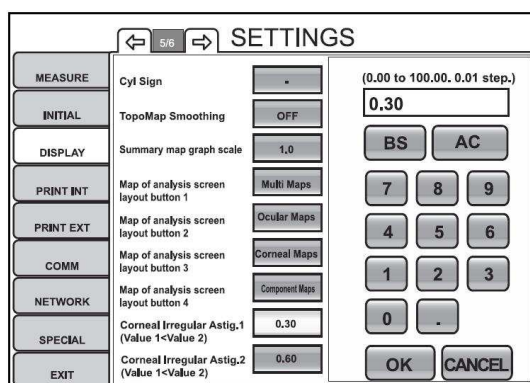 5/6
SETTINGS
MEASURE
INITIAL
DISPLAY
PRINT INT
PRINT EXT
COMM
NETWORK
SPECIAL
EXIT
Cyl Sign
-
TopoMap Smoothing
OFF
Summary map graph scale
1.0
Map of analysis screen
layout button 1
Multi Maps
Map of analysis screen
layout button 2
Ocular Maps
Map of analysis screen
layout button 3
Corneal Maps
Map of analysis screen
layout button 4
Component Maps
Corneal Irregular Astig.1
(Value 1<Value 2)
0.30
Corneal Irregular Astig.2
(Value 1<Value 2)
0.60
(0.00 to 100.00. 0.01 step.)
0.30
BS AC
7 8 9
4 5 6
1 2 3
0 .
OK CANCEL